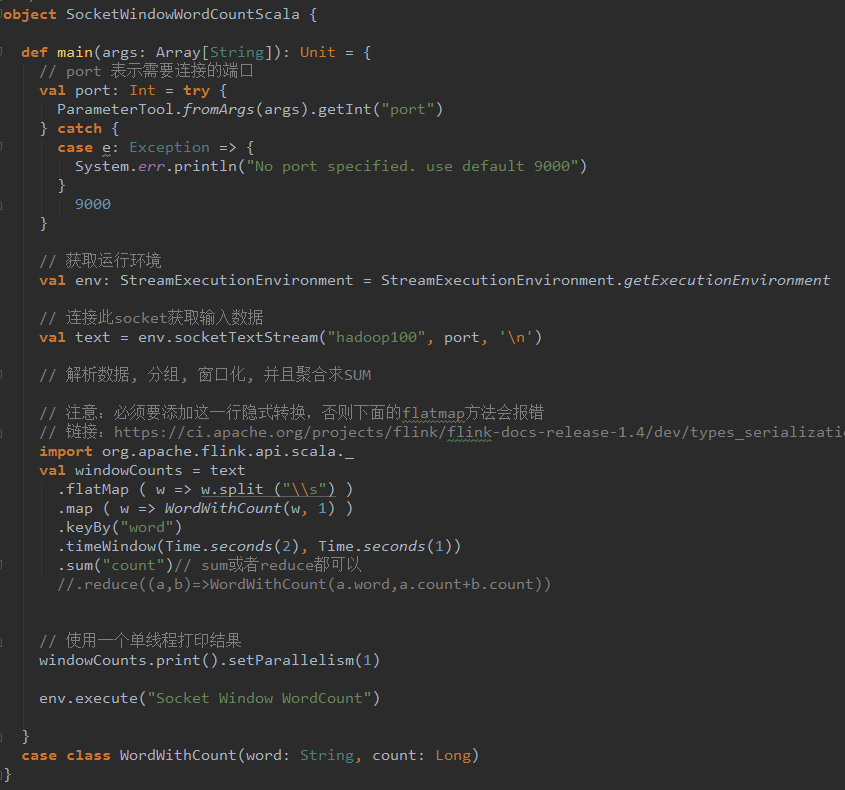 object SocketWindowWordCountScala {
def main(args: Array[String]): Unit = {
// port 表示需要连接的端口
val port: Int = try {
ParameterTool.fromArgs(args).getInt("port")
} catch {
case e: Exception => {
System.err.println("No port specified. use default 9000")
}
9000
}
// 获取运行环境
val env: StreamExecutionEnvironment = StreamExecutionEnvironment.getExecutionEnvironment
// 连接此socket获取输入数据
val text = env.socketTextStream("hadoop100", port, '\n')
// 解析数据, 分组, 窗口化, 并且聚合求SUM
// 注意：必须要添加这一行隐式转换，否则下面的flatmap方法会报错
// 链接：https://ci.apache.org/projects/flink/flink-docs-release-1.4/dev/types_serializatio
import org.apache.flink.api.scala._
val windowCounts = text
.flatMap ( w => w.split ("\\s") )
.map ( w => WordWithCount(w, 1) )
.keyBy("word")
.timeWindow(Time.seconds(2), Time.seconds(1))
.sum("count")// sum或者reduce都可以
//.reduce((a,b)=>WordWithCount(a.word,a.count+b.count))
// 使用一个单线程打印结果
windowCounts.print().setParallelism(1)
env.execute("Socket Window WordCount")
}
case class WordWithCount(word: String, count: Long)
}